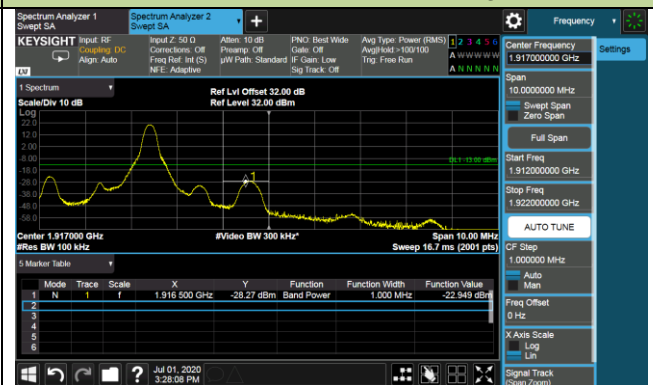 Spectrum Analyzer 1
Swept SA
Spectrum Analyzer 2
Swept SA
+
Frequency
KEYSIGHT
Input: RF
Coupling: DC
Align: Auto
Input Z: 50 Ω
Corrections: Off
Freq Ref: Int (S)
NFE: Adaptive
Atten: 10 dB
Preamp: Off
µW Path: Standard
PNO: Best Wide
Gate: Off
IF Gain: Low
Sig Track: Off
Avg Type: Power (RMS)
Avg|Hold:>100/100
Trig: Free Run
1 2 3 4 5 6
A W W W W W
A N N N N N
LXI
Settings
Center Frequency
1.917000000 GHz
Span
10.0000000 MHz
Swept Span
Zero Span
Full Span
Start Freq
1.912000000 GHz
Stop Freq
1.922000000 GHz
AUTO TUNE
CF Step
1.000000 MHz
Auto
Man
Freq Offset
0 Hz
X Axis Scale
Log
Lin
Signal Track
(Span Zoom)
1 Spectrum
Scale/Div 10 dB
Ref Lvl Offset 32.00 dB
Ref Level 32.00 dBm
Log
22.0
12.0
2.00
-8.00
-18.0
-28.0
-38.0
-48.0
-58.0
DL1 -13.00 dBm
1
Center 1.917000 GHz
#Res BW 100 kHz
#Video BW 300 kHz*
Span 10.00 MHz
Sweep 16.7 ms (2001 pts)
5 Marker Table
Mode Trace Scale X Y Function Function Width Function Value
1 N 1 f 1.916 500 GHz -28.27 dBm Band Power 1.000 MHz -22.949 dBm
2
3
4
5
6
?
Jul 01, 2020
3:28:08 PM